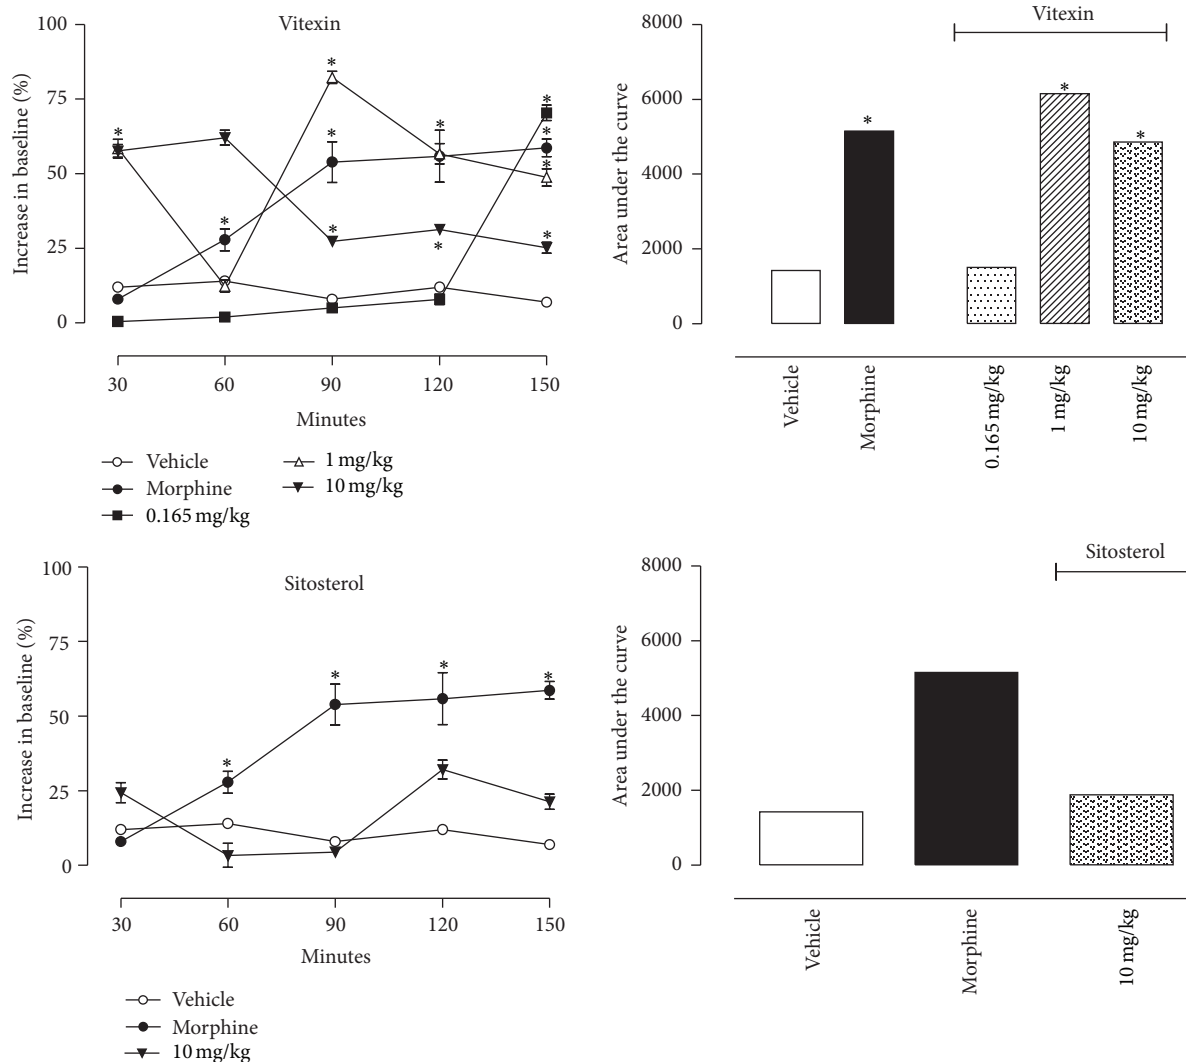 Vitexin
Increase in baseline (%)
100
75
50
25
0
* * * * * * * * * * * *
30 60 90 120 150
Minutes
Vehicle
Morphine
0.165 mg/kg
1 mg/kg
10 mg/kg
Vitexin
Area under the curve
8000
6000
4000
2000
0
* * *
Vehicle
Morphine
0.165 mg/kg
1 mg/kg
10 mg/kg
Sitosterol
Increase in baseline (%)
100
75
50
25
0
* * * *
30 60 90 120 150
Minutes
Vehicle
Morphine
10 mg/kg
Sitosterol
Area under the curve
8000
6000
4000
2000
0
Vehicle
Morphine
10 mg/kg